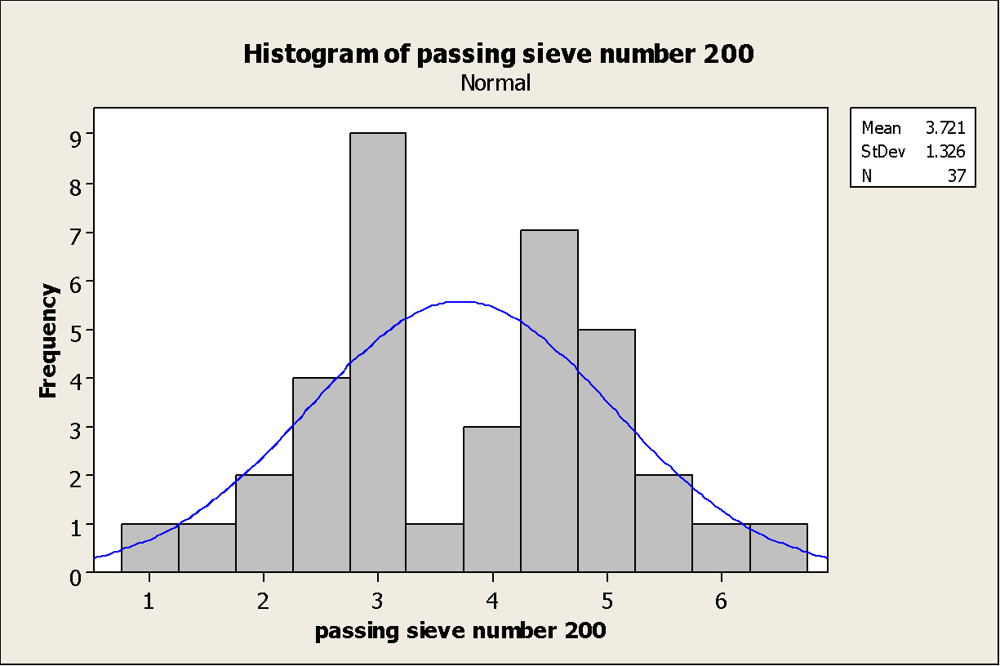 Histogram of passing sieve number 200
Normal
Mean 3.721
StDev 1.326
N 37
Frequency
9
8
7
6
5
4
3
2
1
0
1 2 3 4 5 6
passing sieve number 200